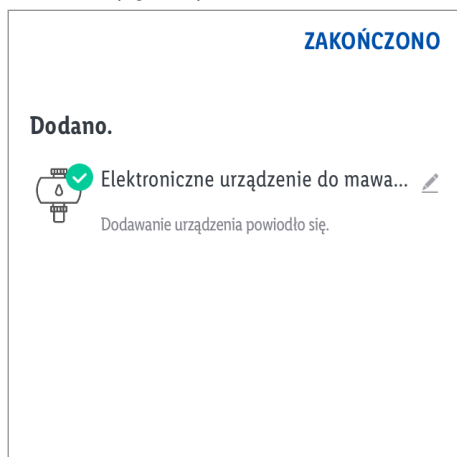 ZAKOŃCZONO
Dodano.
Elektroniczne urządzenie do mawa...
Dodawanie urządzenia powiodło się.